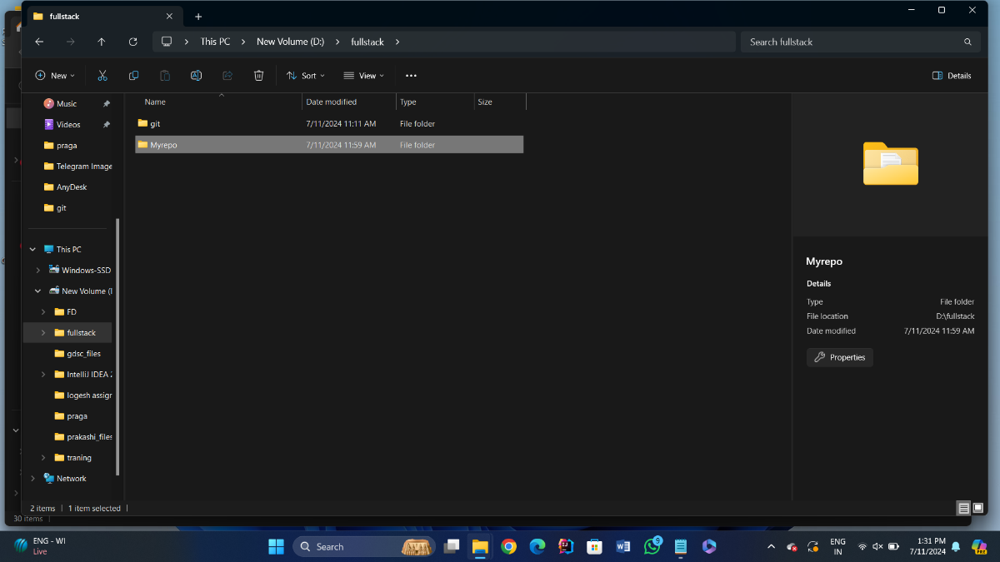 fullstack
This PC
New Volume (D:)
fullstack
Search fullstack
New
Sort
View
Details
Music
Videos
praga
Telegram Image
AnyDesk
git
This PC
Windows-SSD
New Volume (I
FD
fullstack
gdsc_files
IntelliJ IDEA
logesh assigr
praga
prakashi_files
traning
Network
Name Date modified Type Size
git 7/11/2024 11:11 AM File folder
Myrepo 7/11/2024 11:59 AM File folder
Myrepo
Details
Type File folder
File location D:\fullstack
Date modified 7/11/2024 11:59 AM
Properties
2 items 1 item selected
30 items
ENG - WI
Live
Search
9
ENG
IN
1:31 PM
7/11/2024
PRE